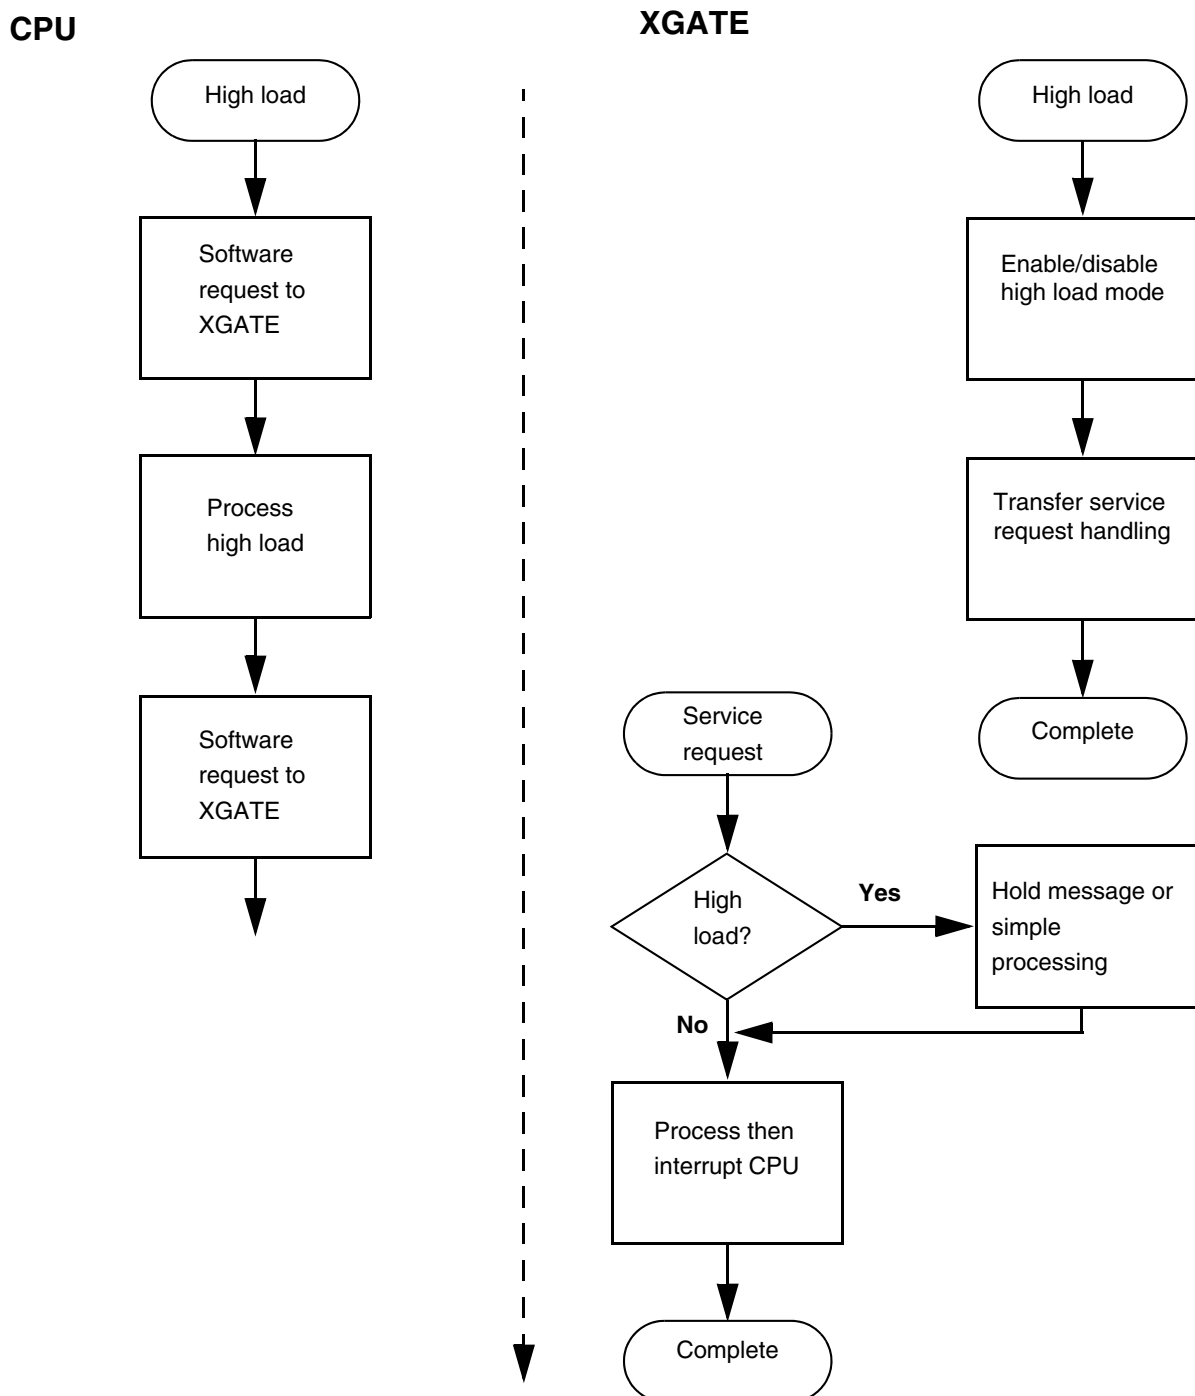 CPU
High load
Software
request to
XGATE
Process
high load
Software
request to
XGATE
XGATE
High load
Enable/disable
high load mode
Transfer service
request handling
Complete
Service
request
High
load?
Yes
Hold message or
simple
processing
No
Process then
interrupt CPU
Complete